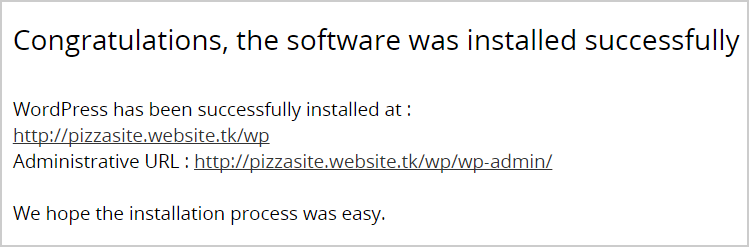 Congratulations, the software was installed successfully
WordPress has been successfully installed at :
http://pizzasite.website.tk/wp
Administrative URL : http://pizzasite.website.tk/wp/wp-admin/
We hope the installation process was easy.